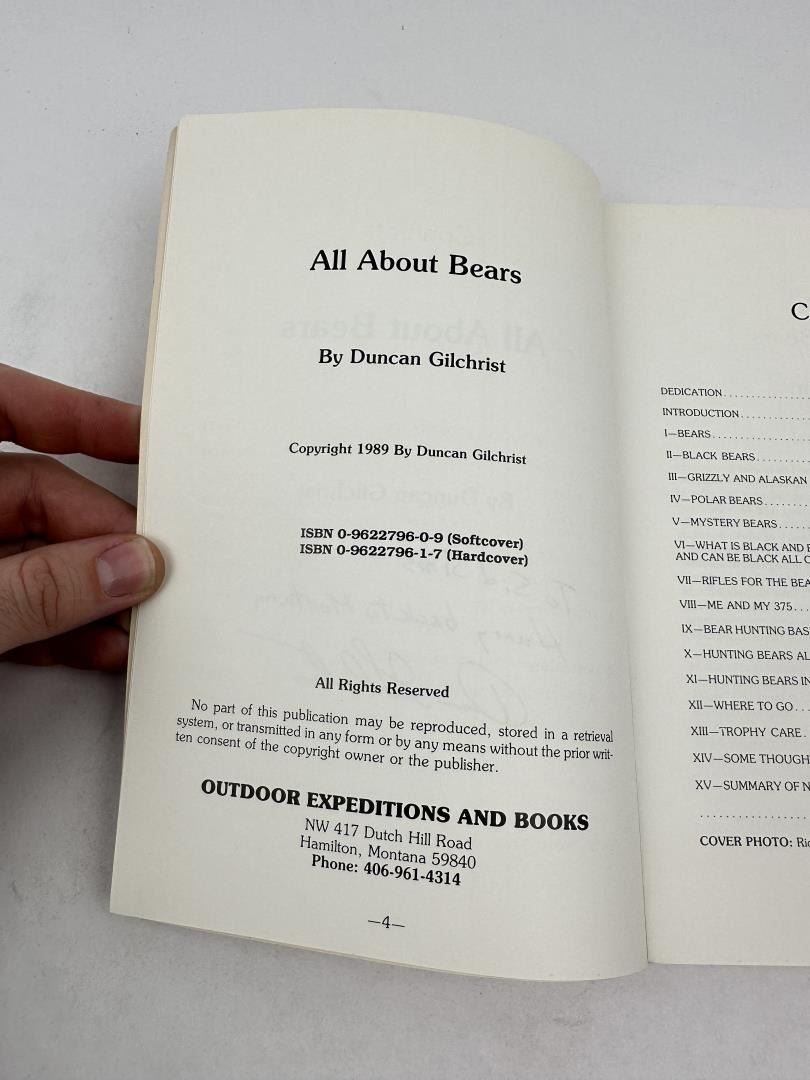 All About Bears
By Duncan Gilchrist
Copyright 1989 By Duncan Gilchrist
ISBN 0-9622796-0-9 (Softcover)
ISBN 0-9622796-1-7 (Hardcover)
All Rights Reserved
No part of this publication may be reproduced, stored in a retrieval
system, or transmitted in any form or by any means without the prior writ-
ten consent of the copyright owner or the publisher.
OUTDOOR EXPEDITIONS AND BOOKS
NW 417 Dutch Hill Road
Hamilton, Montana 59840
Phone: 406-961-4314
—4—
C
DEDICATION
INTRODUCTION
I—BEARS
II—BLACK BEARS
III—GRIZZLY AND ALASKAN
IV—POLAR BEARS
V—MYSTERY BEARS
VI—WHAT IS BLACK AND
AND CAN BE BLACK ALL
VII—RIFLES FOR THE BEA
VIII—ME AND MY 375
IX—BEAR HUNTING BAS
X—HUNTING BEARS AL
XI—HUNTING BEARS IN
XII—WHERE TO GO
XIII—TROPHY CARE
XIV—SOME THOUGH
XV—SUMMARY OF N
COVER PHOTO: Ric